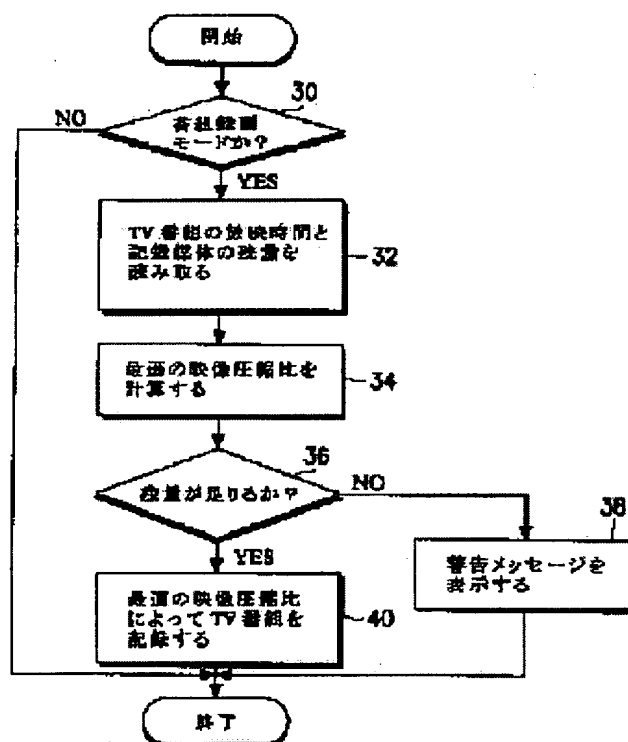 開始
30
番組録画
モードか?
NO
YES
TV番組の放映時間と
記録媒体の残量を
読み取る
32
最適の映像圧縮比を
計算する
34
36
残量が足りるか?
NO
YES
38
警告メッセージを
表示する
最適の映像圧縮比
によってTV番組を
記録する
40
終了